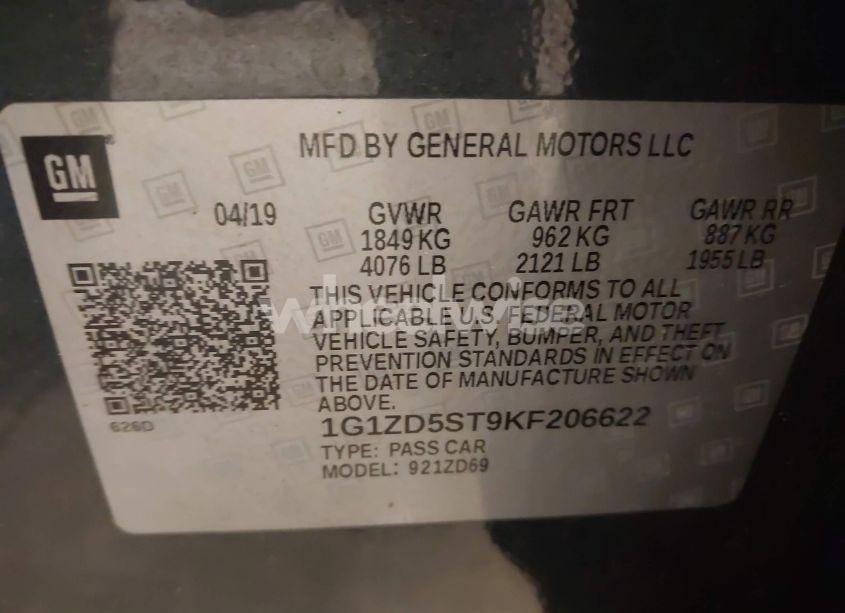 GM
MFD BY GENERAL MOTORS LLC
04/19 GVWR GAWR FRT GAWR RR
1849 KG 962 KG 887 KG
4076 LB 2121 LB 1955 LB
THIS VEHICLE CONFORMS TO ALL
APPLICABLE U.S. FEDERAL MOTOR
VEHICLE SAFETY, BUMPER, AND THEFT
PREVENTION STANDARDS IN EFFECT ON
THE DATE OF MANUFACTURE SHOWN
ABOVE.
626D
1G1ZD5ST9KF206622
TYPE: PASS CAR
MODEL: 921ZD69